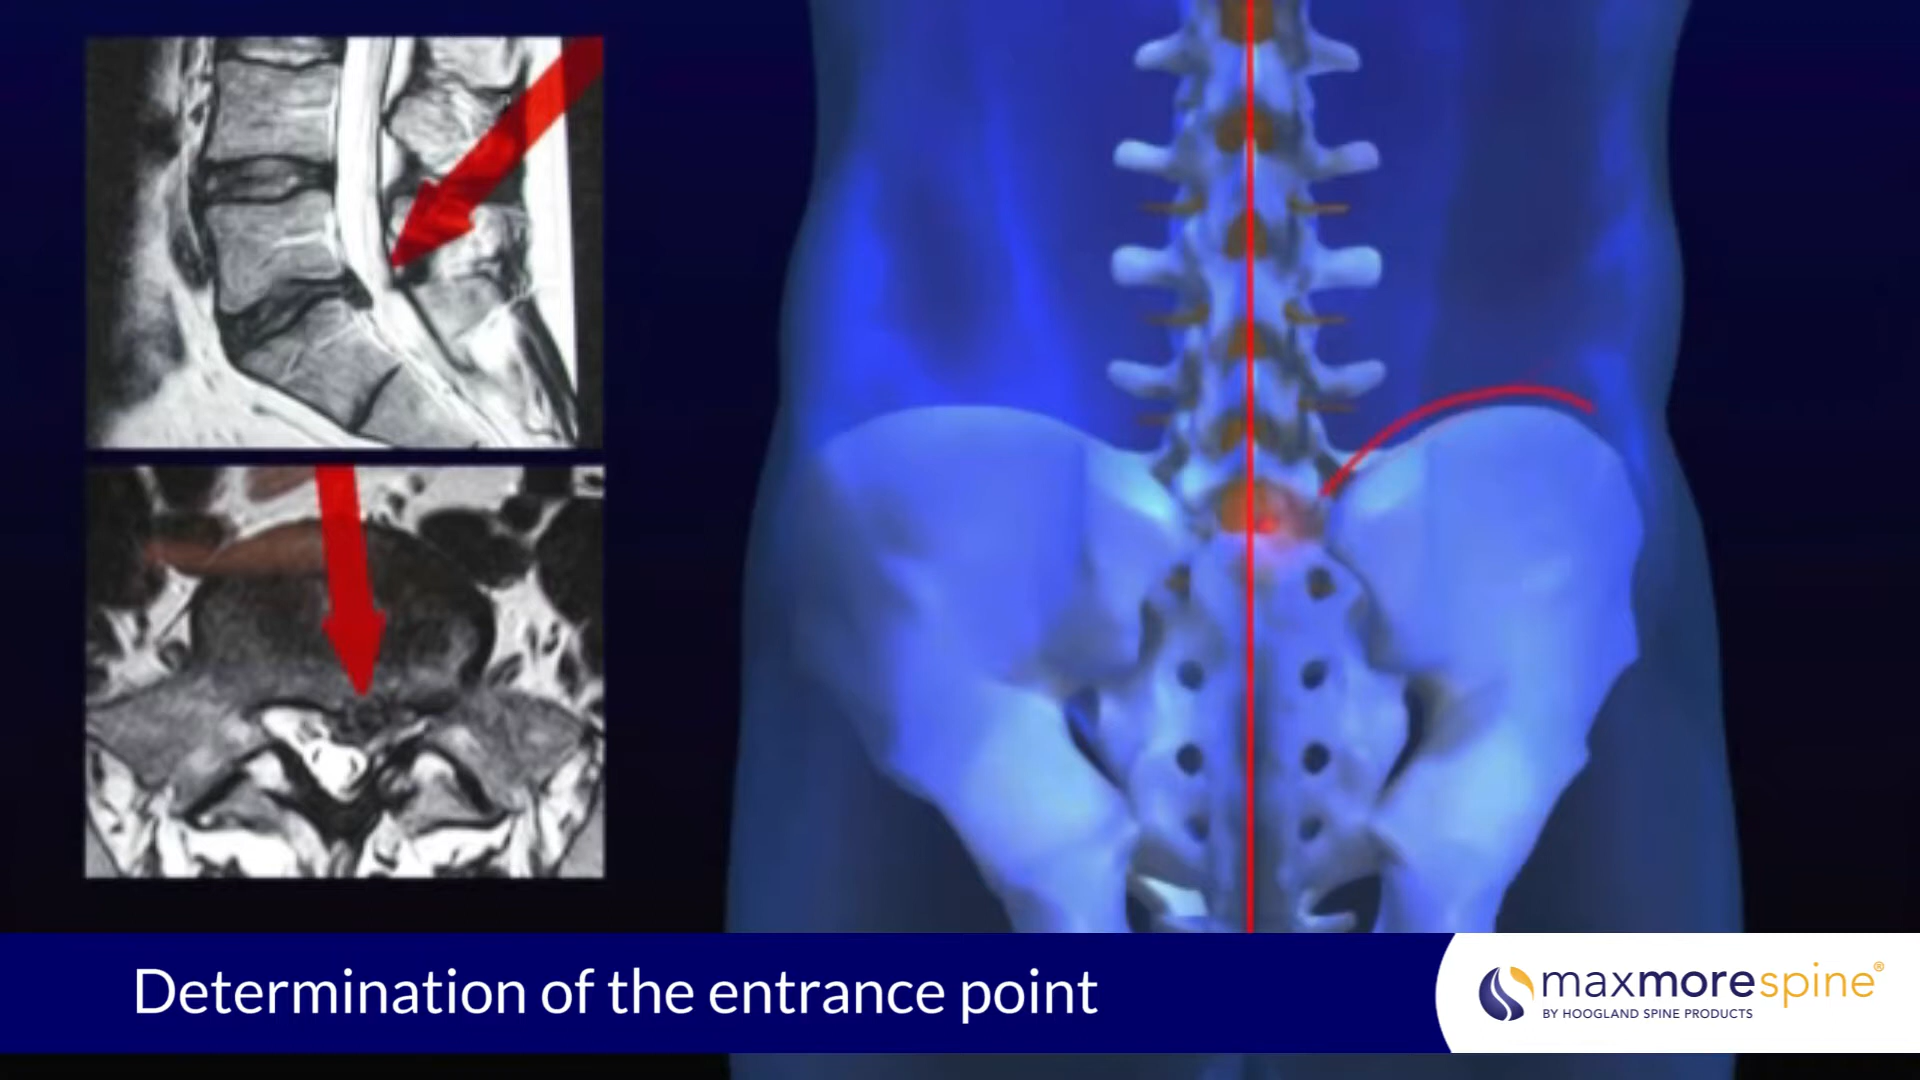 Determination of the entrance point
maxmorespine®
BY HOOGLAND SPINE PRODUCTS